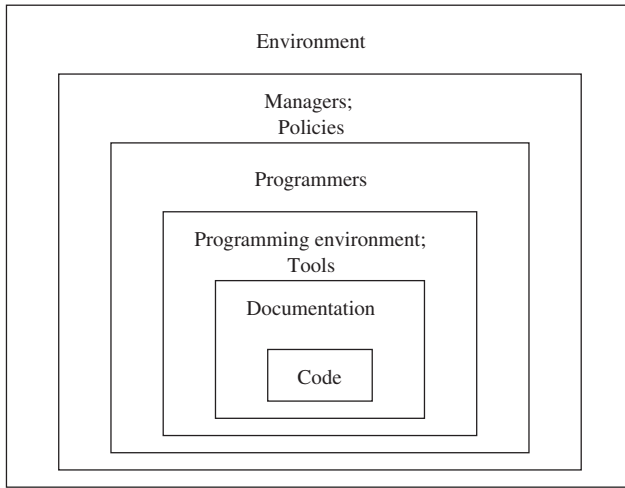 Environment
Managers;
Policies
Programmers
Programming environment;
Tools
Documentation
Code